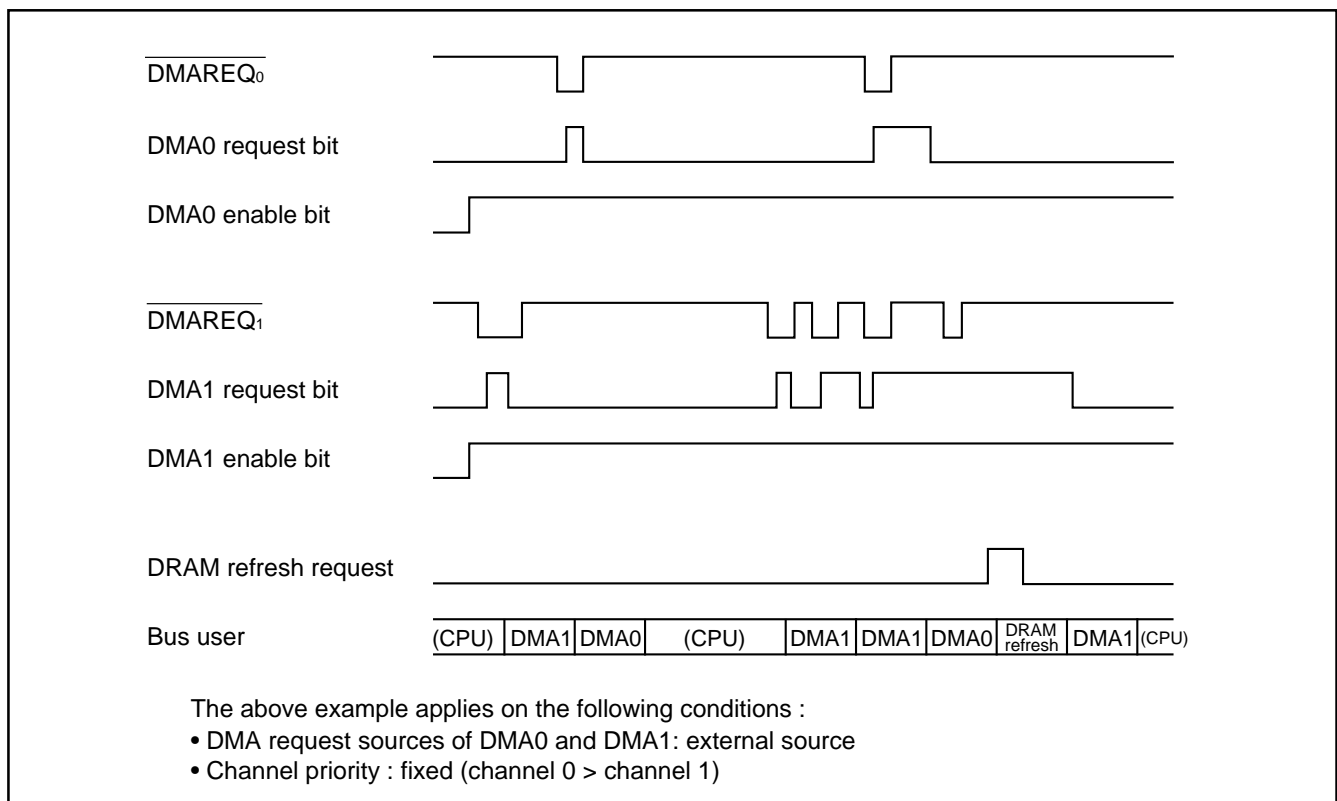 DMAREQ0
DMA0 request bit
DMA0 enable bit
DMAREQ1
DMA1 request bit
DMA1 enable bit
DRAM refresh request
Bus user (CPU) DMA1 DMA0 (CPU) DMA1 DMA1 DMA0 DRAM refresh DMA1 (CPU)
The above example applies on the following conditions :
• DMA request sources of DMA0 and DMA1: external source
• Channel priority : fixed (channel 0 > channel 1)